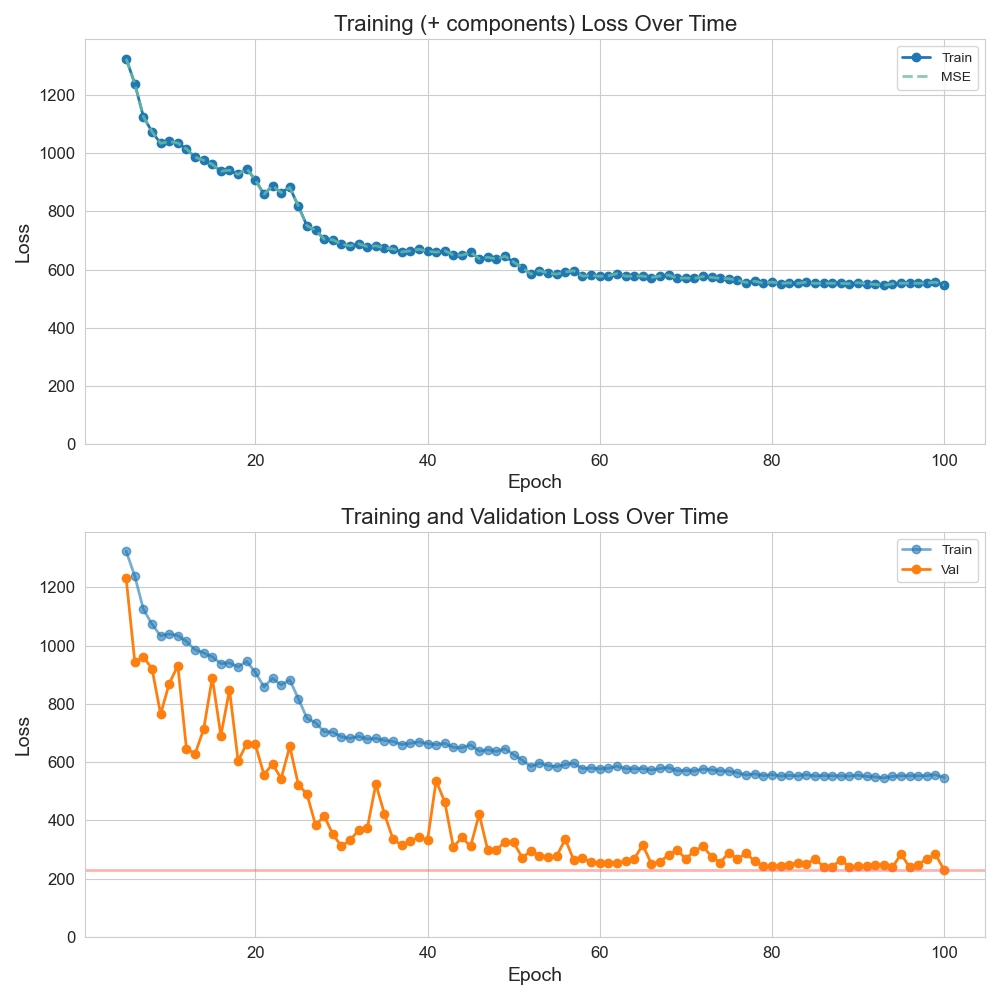 Training (+ components) Loss Over Time
Train
MSE
1200
1000
800
600
400
200
0
Loss
20 40 60 80 100
Epoch
Training and Validation Loss Over Time
Train
Val
1200
1000
800
600
400
200
0
Loss
20 40 60 80 100
Epoch